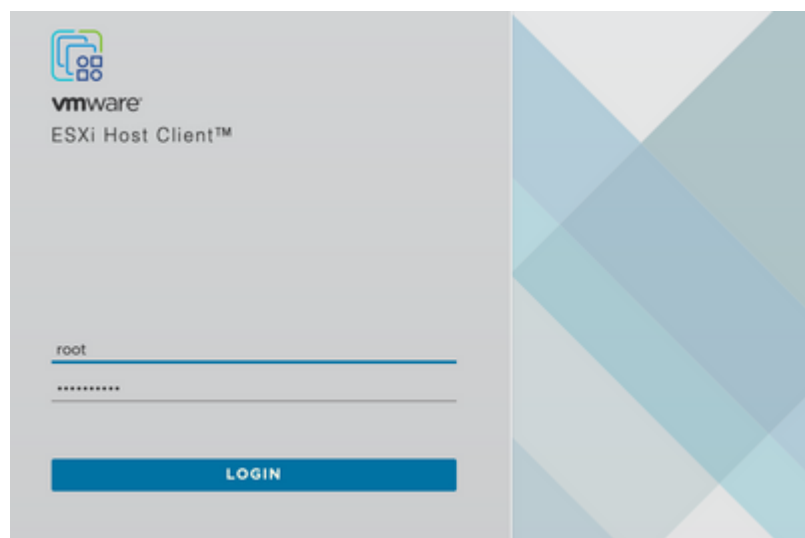 vmware®
ESXi Host Client™
root
••••••••••
LOGIN